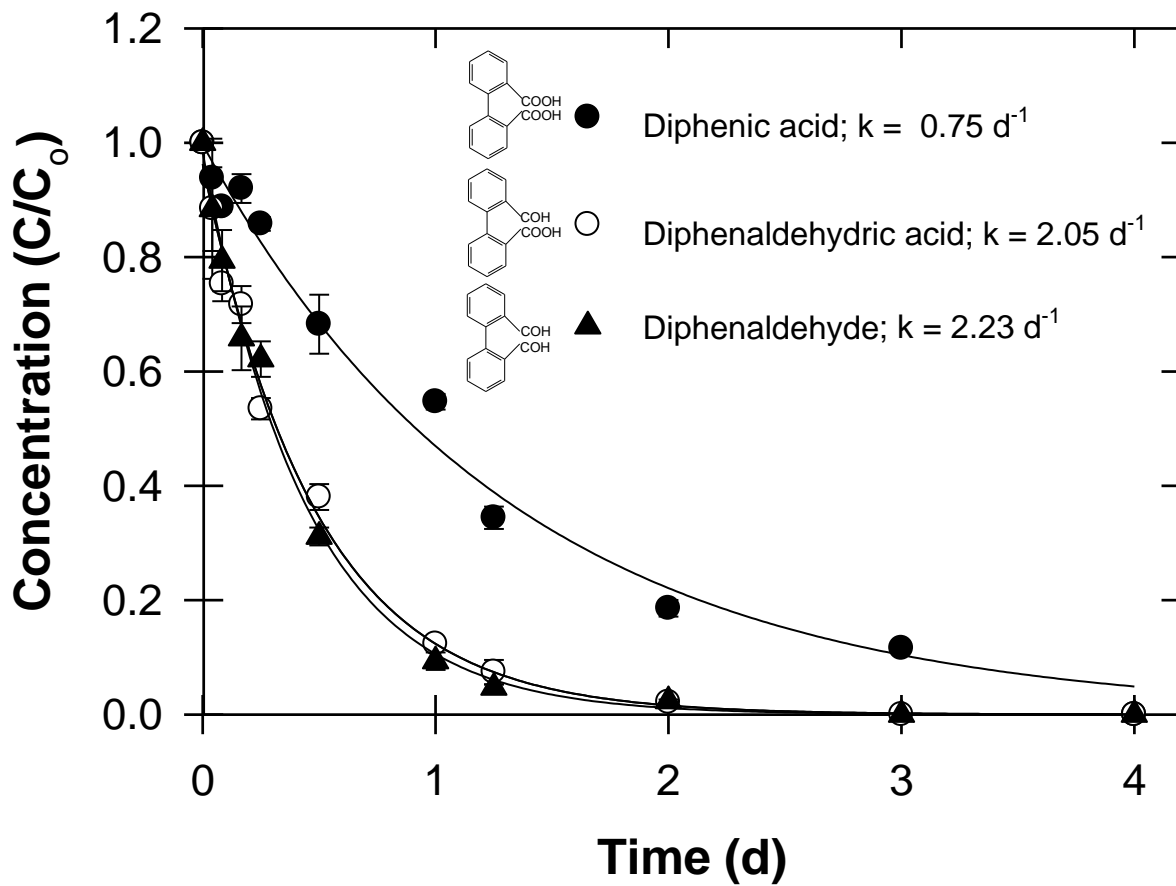 Concentration (C/Co)
1.2
1.0
0.8
0.6
0.4
0.2
0.0
COOH
COOH
Diphenic acid; k = 0.75 d-1
COH
COOH
Diphenaldehydric acid; k = 2.05 d-1
COH
COH
Diphenaldehyde; k = 2.23 d-1
0 1 2 3 4
Time (d)